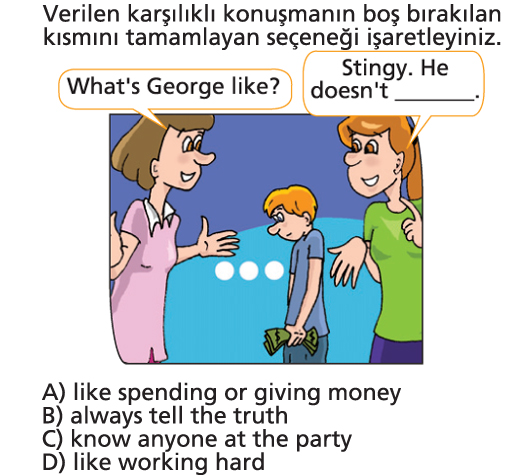 Verilen karşılıklı konuşmanın boş bırakılan
kısmını tamamlayan seçeneği işaretleyiniz.
What's George like?
Stingy. He
doesn't _______.
A) like spending or giving money
B) always tell the truth
C) know anyone at the party
D) like working hard